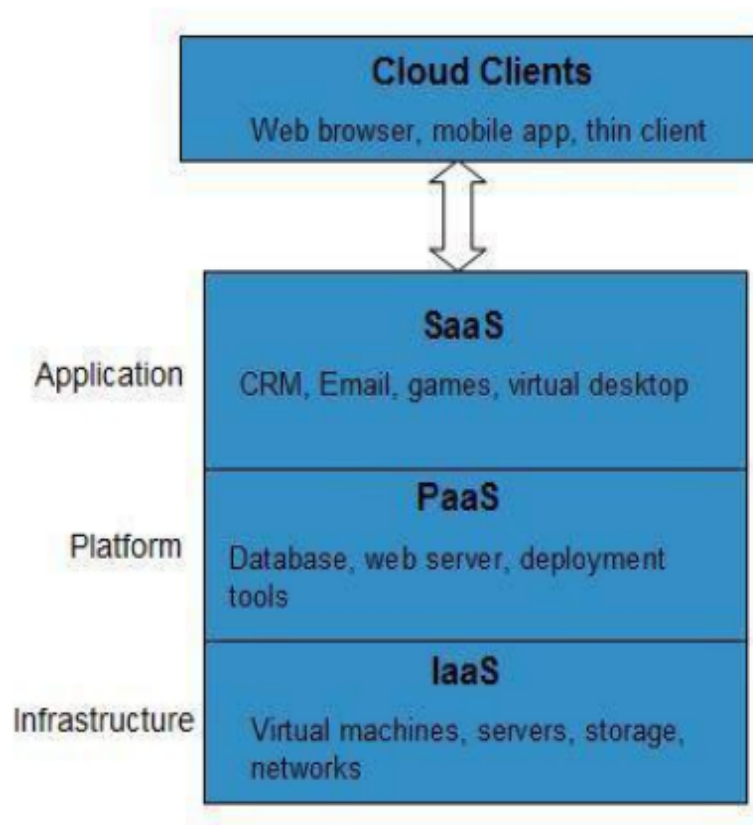 Cloud Clients
Web browser, mobile app, thin client
SaaS
Application
CRM, Email, games, virtual desktop
PaaS
Platform
Database, web server, deployment
tools
IaaS
Infrastructure
Virtual machines, servers, storage,
networks